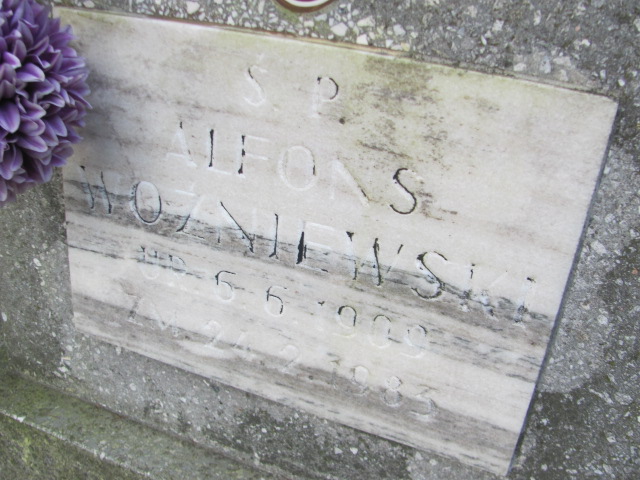 Ś. P.
ALFONS
WOŹNIEWSKI
UR. 6.6.1909
ZM. 24.2.1983